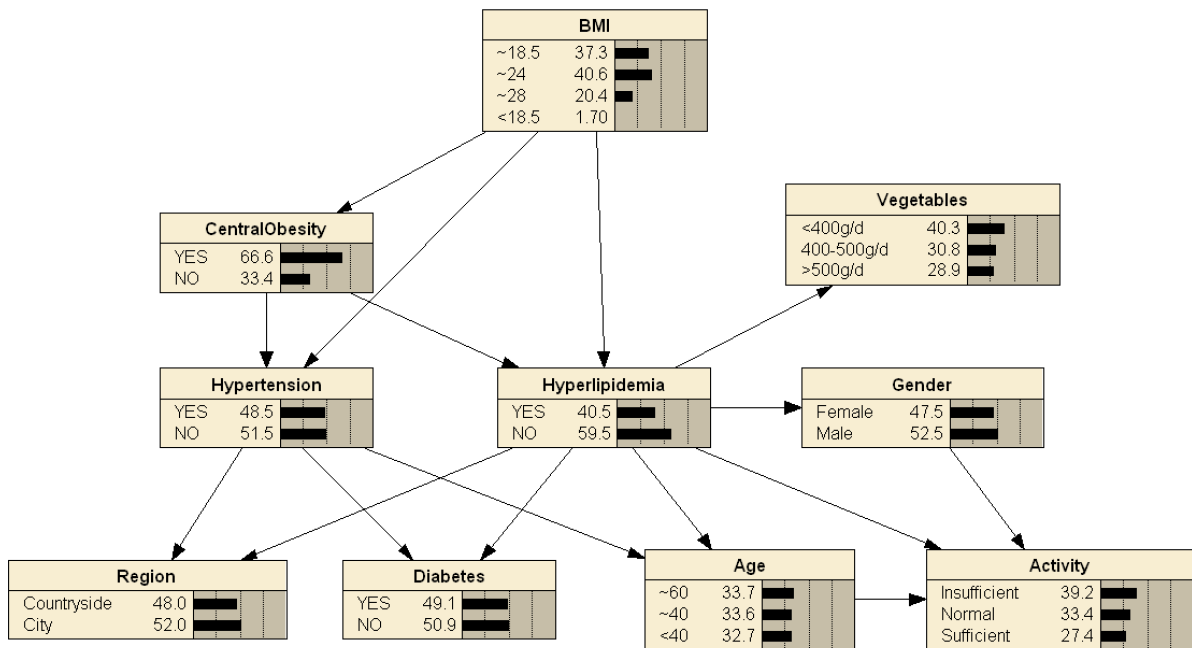 BMI
~18.5 37.3
~24 40.6
~28 20.4
<18.5 1.70
Vegetables
<400g/d 40.3
400-500g/d 30.8
>500g/d 28.9
CentralObesity
YES 66.6
NO 33.4
Hypertension
YES 48.5
NO 51.5
Hyperlipidemia
YES 40.5
NO 59.5
Gender
Female 47.5
Male 52.5
Region
Countryside 48.0
City 52.0
Diabetes
YES 49.1
NO 50.9
Age
~60 33.7
~40 33.6
<40 32.7
Activity
Insufficient 39.2
Normal 33.4
Sufficient 27.4